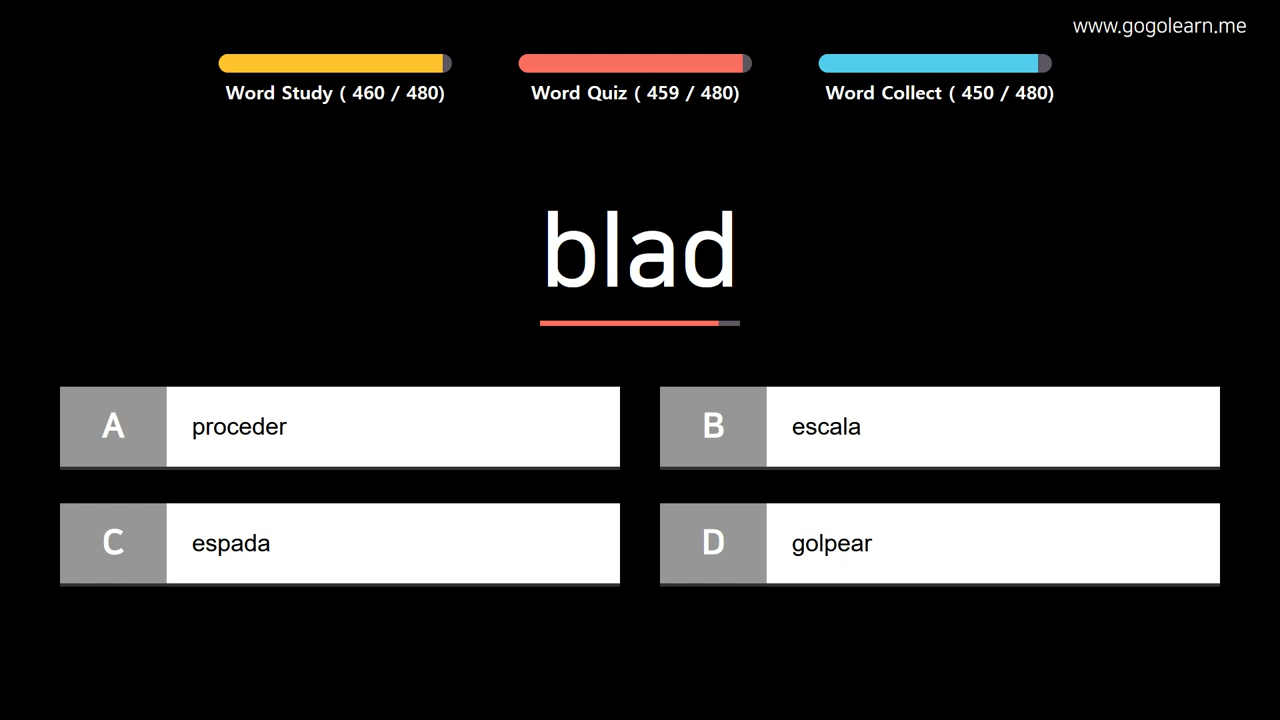 www.gogolearn.me
Word Study ( 460 / 480)
Word Quiz ( 459 / 480)
Word Collect ( 450 / 480)
blad
A proceder
B escala
C espada
D golpear